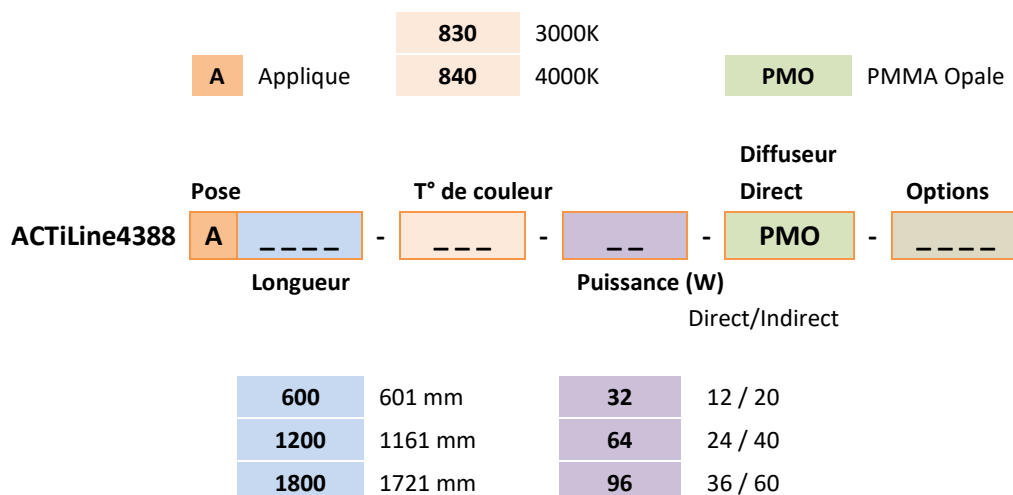 830 3000K
A Applique 840 4000K PMO PMMA Opale
Diffuseur
Pose T° de couleur Direct Options
ACTiLine4388 A _ _ _ _ - _ _ _ - _ _ - PMO - _ _ _ _
Longueur Puissance (W)
Direct/Indirect
600 601 mm 32 12 / 20
1200 1161 mm 64 24 / 40
1800 1721 mm 96 36 / 60